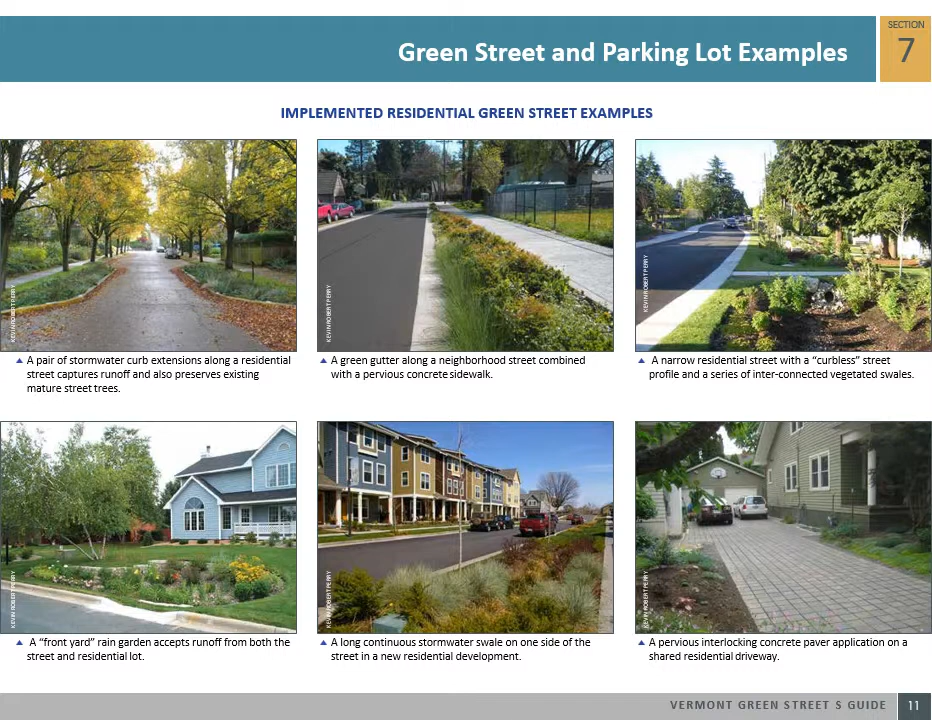 SECTION
7
Green Street and Parking Lot Examples
IMPLEMENTED RESIDENTIAL GREEN STREET EXAMPLES
KEVIN ROBERT PERRY
KEVIN ROBERT PERRY
KEVIN ROBERT PERRY
A pair of stormwater curb extensions along a residential
street captures runoff and also preserves existing
mature street trees.
A green gutter along a neighborhood street combined
with a pervious concrete sidewalk.
A narrow residential street with a “curbless” street
profile and a series of inter-connected vegetated swales.
KEVIN ROBERT PERRY
KEVIN ROBERT PERRY
KEVIN ROBERT PERRY
A “front yard” rain garden accepts runoff from both the
street and residential lot.
A long continuous stormwater swale on one side of the
street in a new residential development.
A pervious interlocking concrete paver application on a
shared residential driveway.
VERMONT GREEN STREET S GUIDE 11